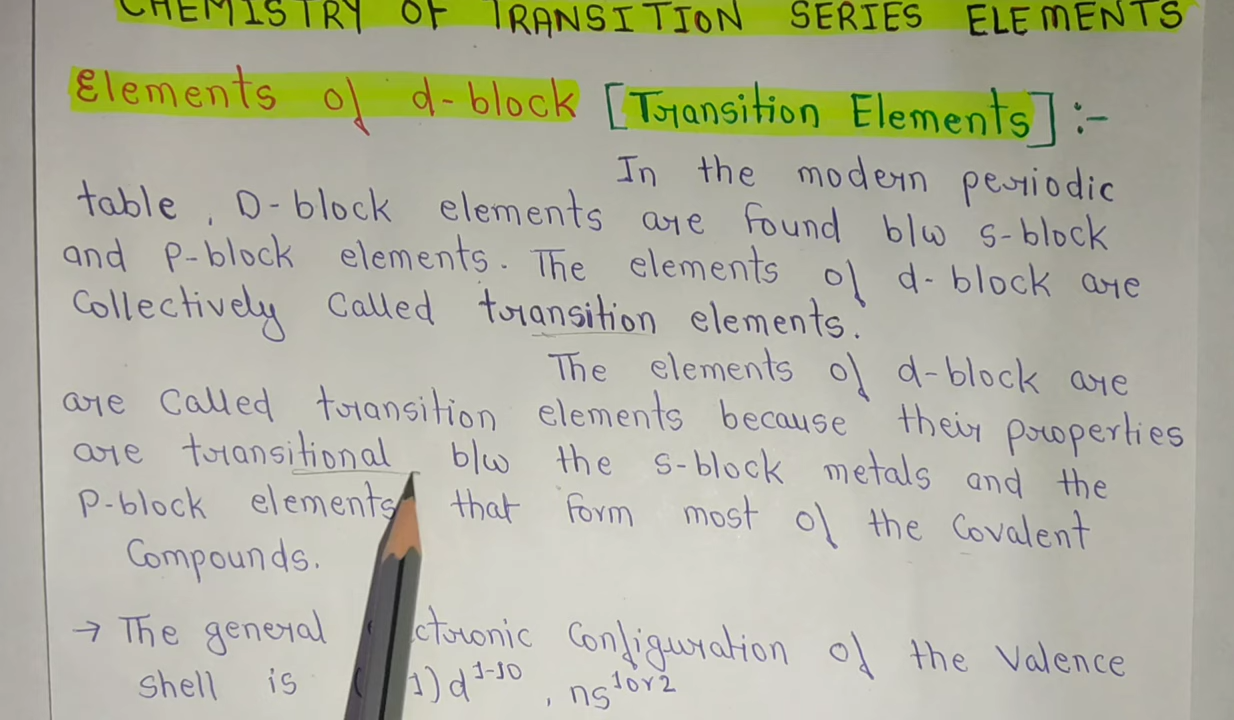 CHEMISTRY OF TRANSITION SERIES ELEMENTS
Elements of d-block [Transition Elements] :-
In the modern periodic
table, D-block elements are found b/w s-block
and p-block elements. The elements of d-block are
Collectively Called transition elements.
The elements of d-block are
are Called transition elements because their properties
are transitional b/w the s-block metals and the
p-block elements that form most of the Covalent
Compounds.
→ The general ctronic Configuration of the Valence
shell is ( 1)d¹⁻¹⁰, ns¹ ᵒʳ ²